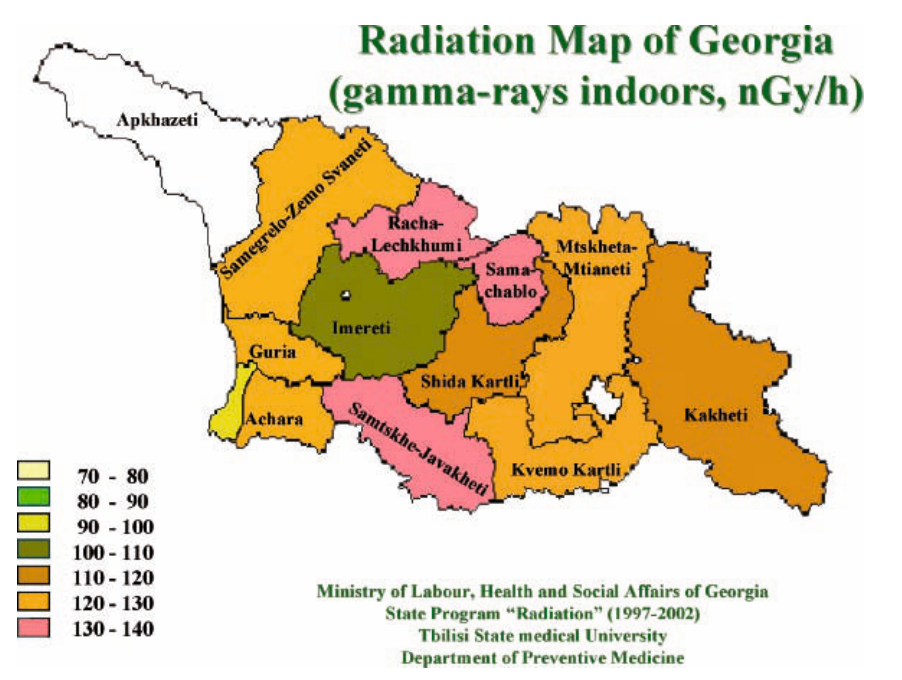 Radiation Map of Georgia
(gamma-rays indoors, nGy/h)
Apkhazeti
Samegrelo-Zemo Svaneti
Racha-
Lechkhumi
Mtskheta-
Mtianeti
Sama-
chablo
Imereti
Guria
Shida Kartli
Achara
Samtskhe-Javakheti
Kakheti
Kvemo Kartli
70 - 80
80 - 90
90 - 100
100 - 110
110 - 120
120 - 130
130 - 140
Ministry of Labour, Health and Social Affairs of Georgia
State Program “Radiation” (1997-2002)
Tbilisi State medical University
Department of Preventive Medicine